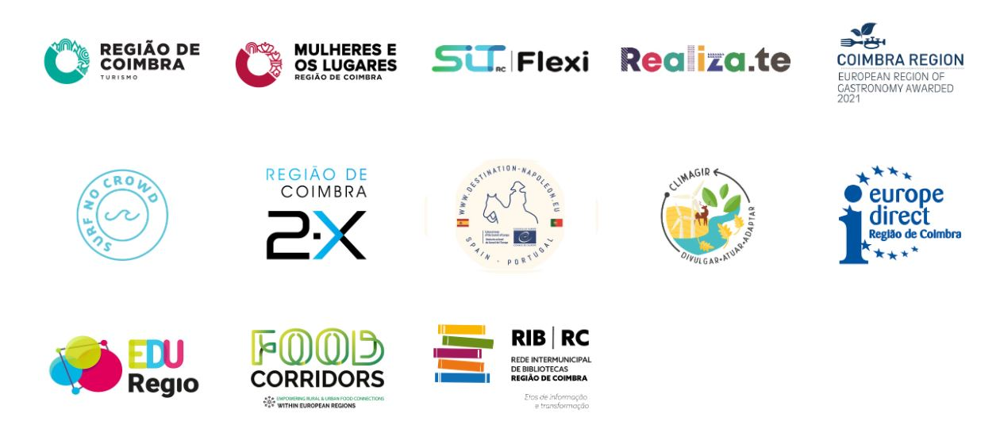 REGIÃO DE
COIMBRA
TURISMO
MULHERES E
OS LUGARES
REGIÃO DE COIMBRA
SiT RC | Flexi
Realiza.te
COIMBRA REGION
EUROPEAN REGION OF
GASTRONOMY AWARDED
2021
SURF NO CROWD
REGIÃO DE
COIMBRA
2·X
WWW.DESTINATION-NAPOLEON.EU
SPAIN - PORTUGAL
CLIMAGIR
DIVULGAR•ATUAR•ADAPTAR
europe
direct
Região de Coimbra
EDU
Regio
FOOD
CORRIDORS
EMPOWERING RURAL & URBAN FOOD CONNECTIONS
WITHIN EUROPEAN REGIONS
RIB | RC
REDE INTERMUNICIPAL
DE BIBLIOTECAS
REGIÃO DE COIMBRA
Elos de informação
e transformação